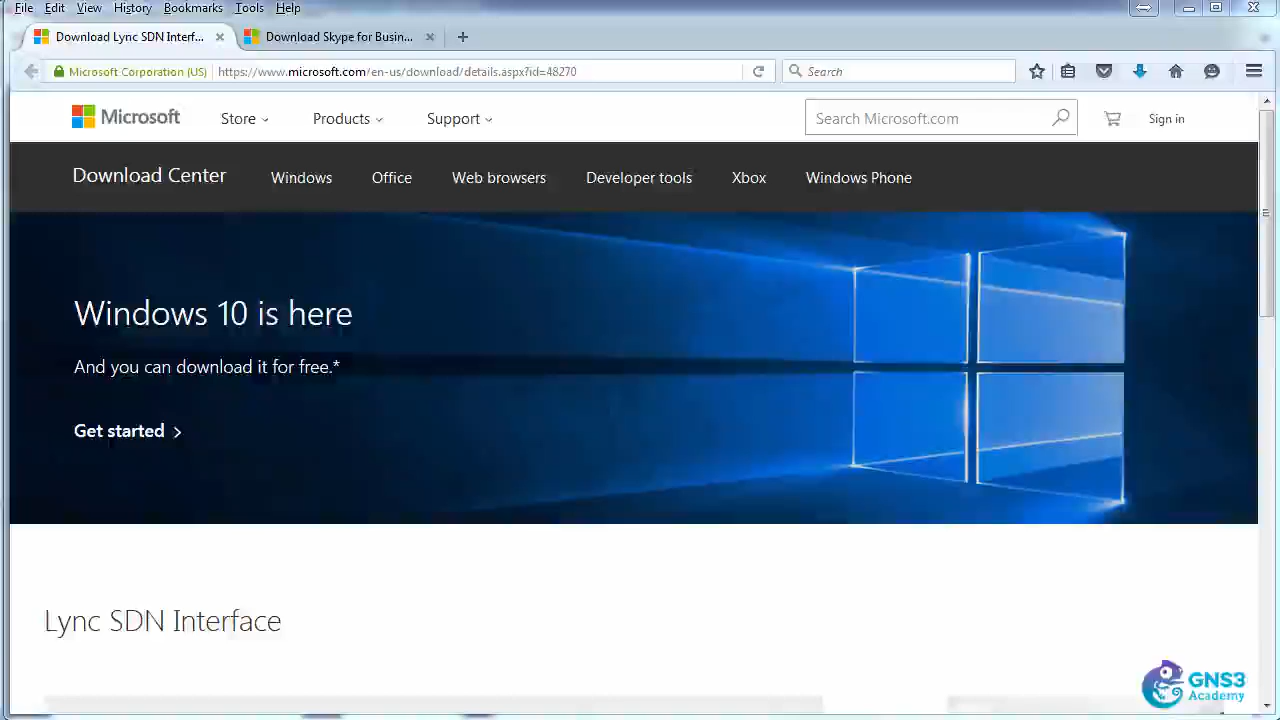 File Edit View History Bookmarks Tools Help
Download Lync SDN Interf... Download Skype for Busin...
Microsoft Corporation (US) https://www.microsoft.com/en-us/download/details.aspx?id=48270 Search
Microsoft Store Products Support Search Microsoft.com Sign in
Download Center Windows Office Web browsers Developer tools Xbox Windows Phone
Windows 10 is here
And you can download it for free.*
Get started
Lync SDN Interface
GNS3
Academy